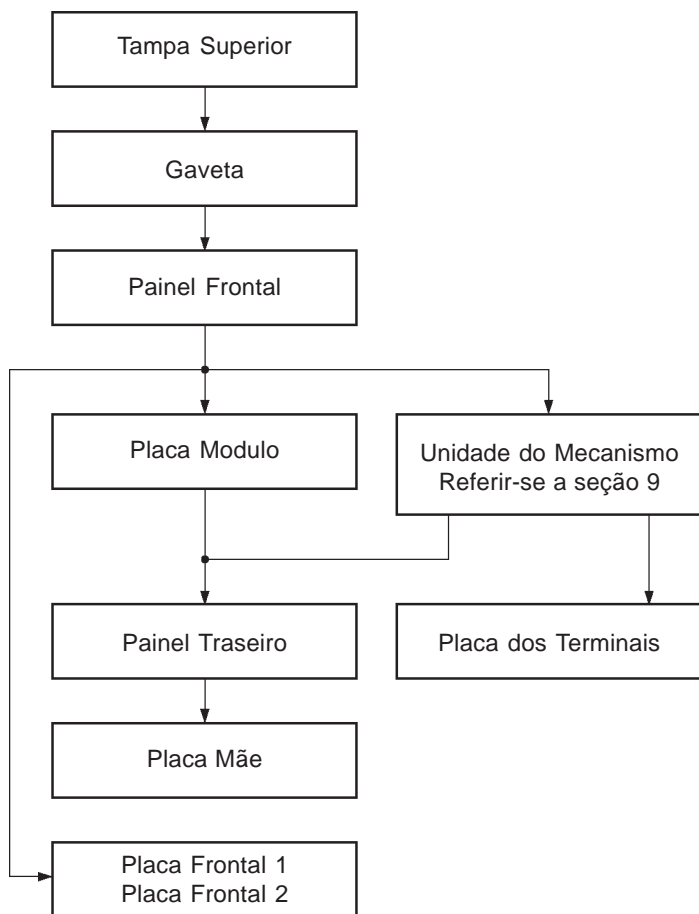 Tampa Superior
Gaveta
Painel Frontal
Placa Modulo
Unidade do Mecanismo
Referir-se a seção 9
Painel Traseiro
Placa dos Terminais
Placa Mãe
Placa Frontal 1
Placa Frontal 2